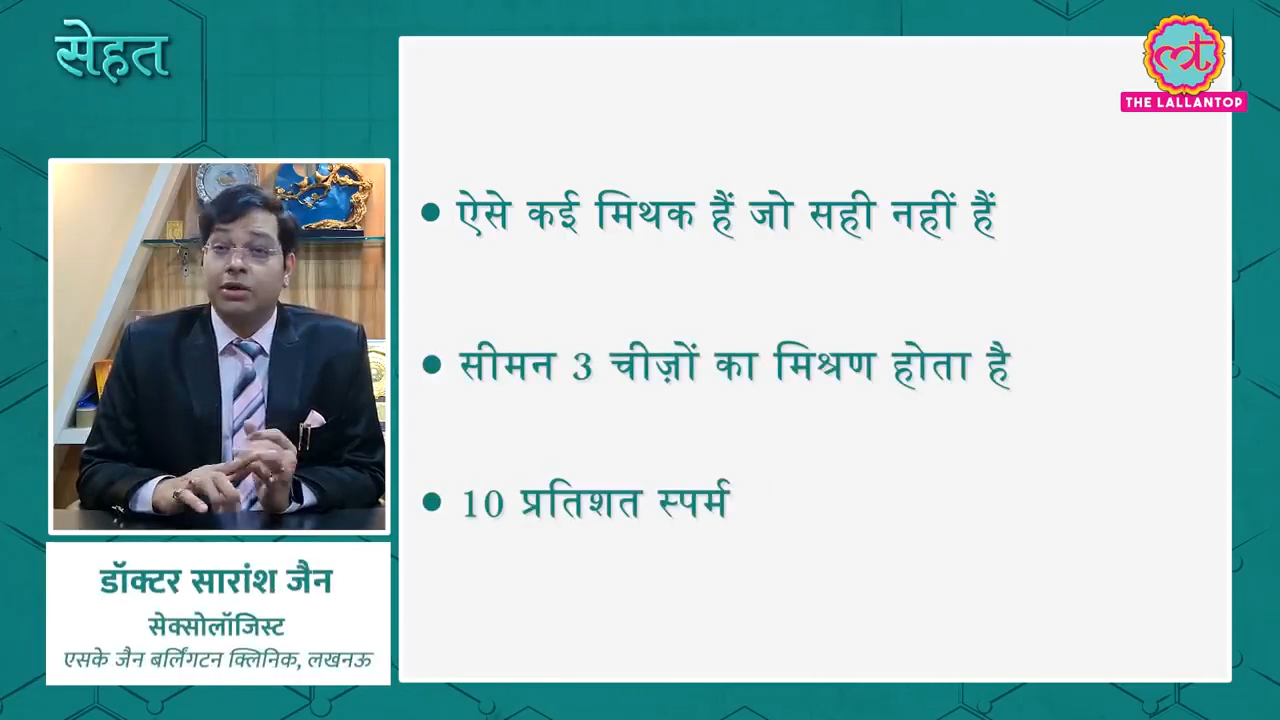 सेहत
THE LALLANTOP
• ऐसे कई मिथक हैं जो सही नहीं हैं
• सीमन 3 चीज़ों का मिश्रण होता है
• 10 प्रतिशत स्पर्म
डॉक्टर सारांश जैन
सेक्सोलॉजिस्ट
एसके जैन बर्लिंगटन क्लिनिक, लखनऊ